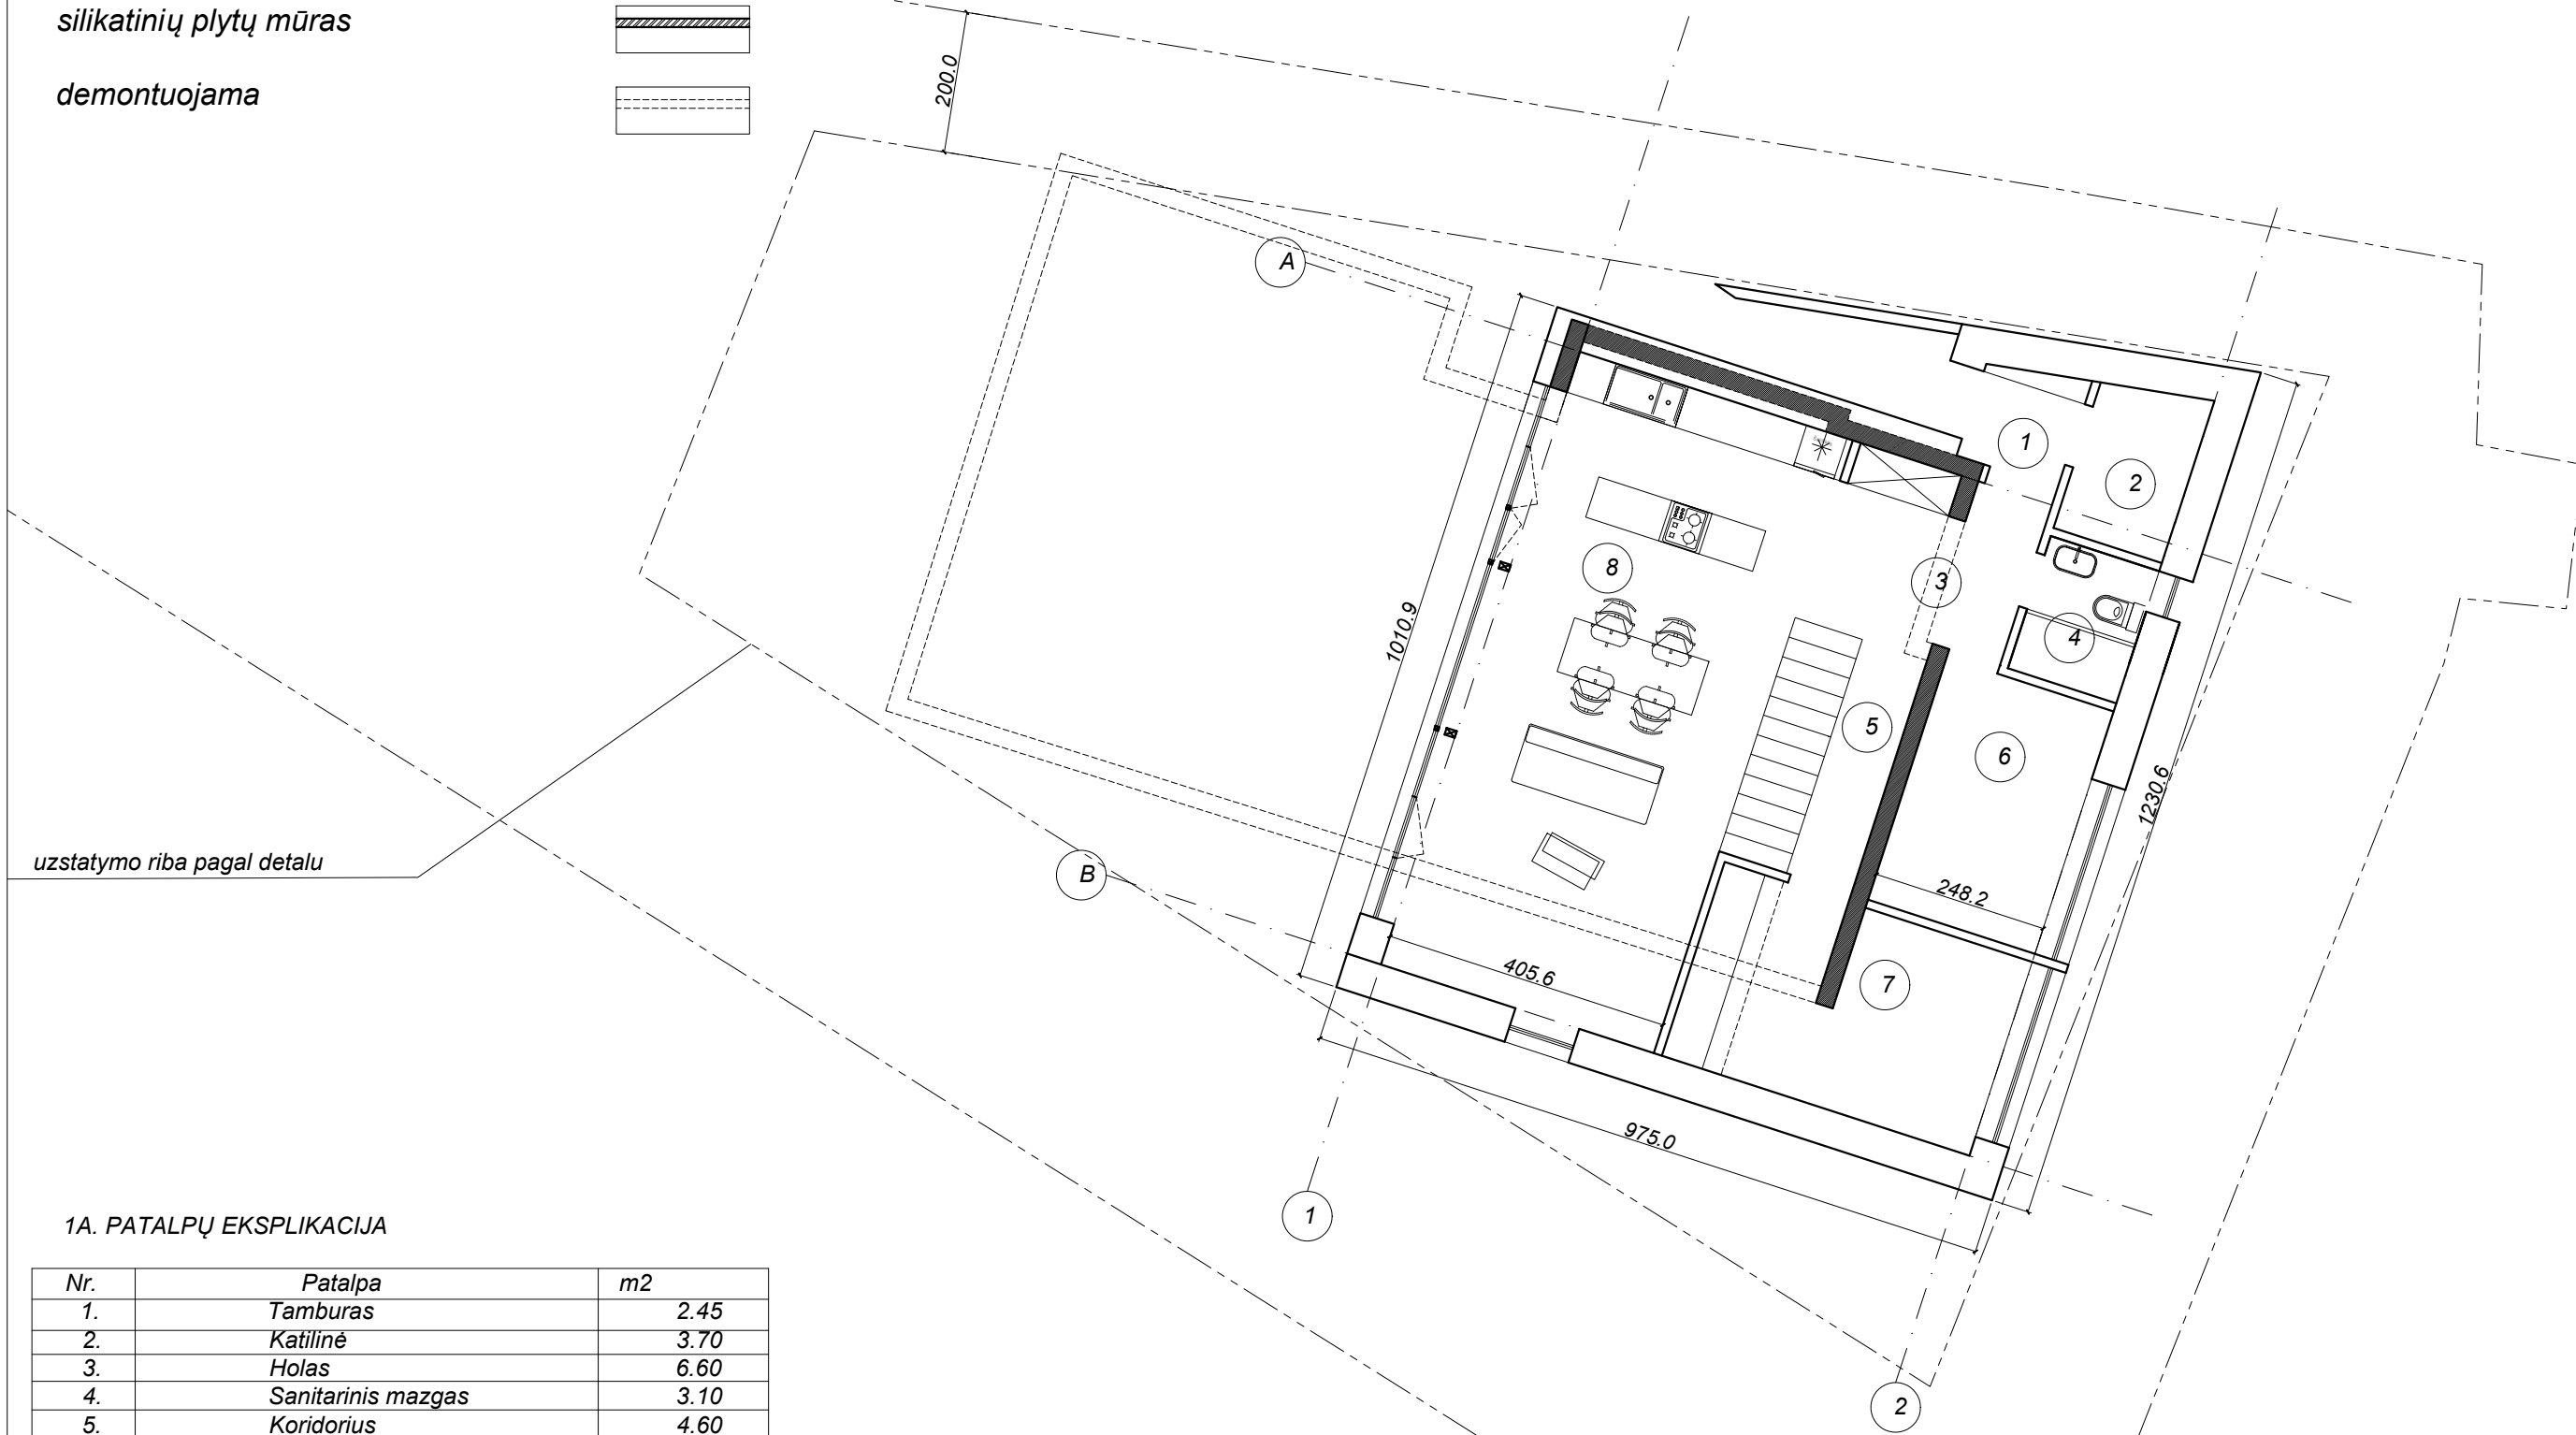 silikatinių plytų mūras
demontuojama
200.0
A
1
2
8
3
1010.9
4
5
6
1230.6
uzstatymo riba pagal detalu
B
248.2
405.6
7
975.0
1
2
1A. PATALPŲ EKSPLIKACIJA
Nr. Patalpa m2
1. Tamburas 2.45
2. Katilinė 3.70
3. Holas 6.60
4. Sanitarinis mazgas 3.10
5. Koridorius 4.60